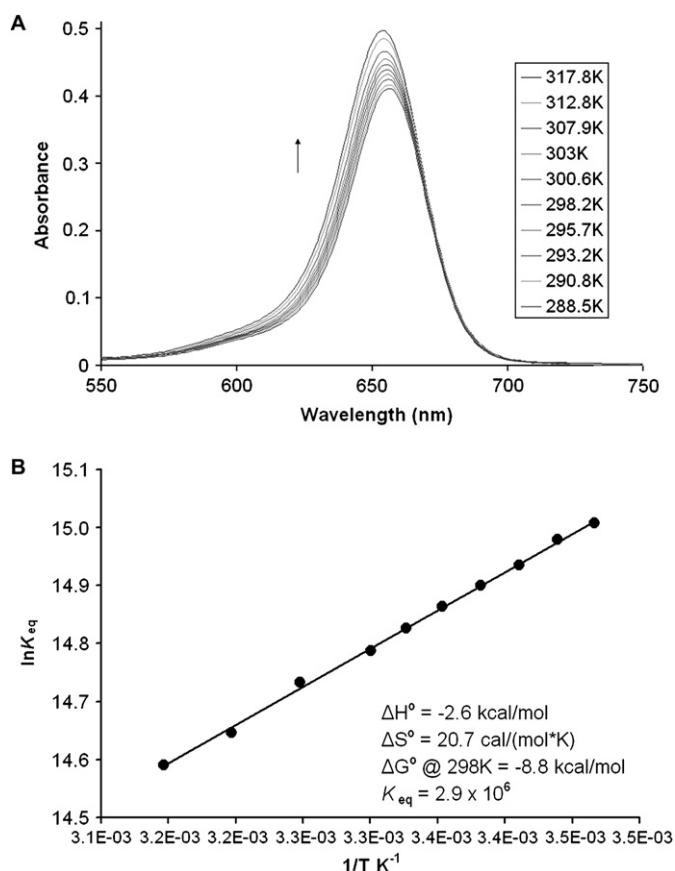 A
Absorbance
0.5
0.4
0.3
0.2
0.1
0
550 600 650 700 750
Wavelength (nm)
317.8K
312.8K
307.9K
303K
300.6K
298.2K
295.7K
293.2K
290.8K
288.5K
B
lnKeq
15.1
15.0
14.9
14.8
14.7
14.6
14.5
ΔHº = -2.6 kcal/mol
ΔSº = 20.7 cal/(mol*K)
ΔGº @ 298K = -8.8 kcal/mol
Keq = 2.9 x 10⁶
3.1E-03 3.2E-03 3.2E-03 3.3E-03 3.3E-03 3.4E-03 3.4E-03 3.5E-03 3.5E-03
1/T K⁻¹